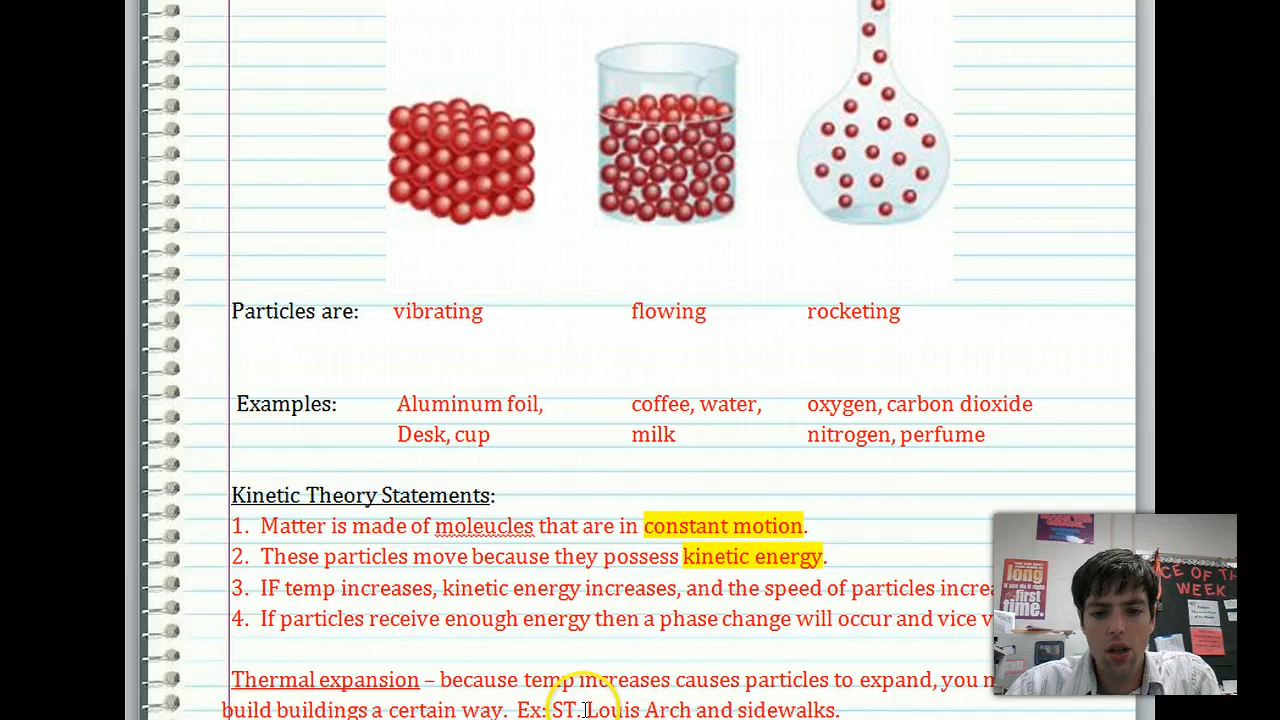 Particles are: vibrating flowing rocketing
Examples: Aluminum foil, coffee, water, oxygen, carbon dioxide
Desk, cup milk nitrogen, perfume
Kinetic Theory Statements:
1. Matter is made of moleucles that are in constant motion.
2. These particles move because they possess kinetic energy.
3. IF temp increases, kinetic energy increases, and the speed of particles
4. If particles receive enough energy then a phase change will occur and vice
Thermal expansion – because temp increases causes particles to expand, you
build buildings a certain way. Ex: ST. Louis Arch and sidewalks.
long
first
time.
WEEK